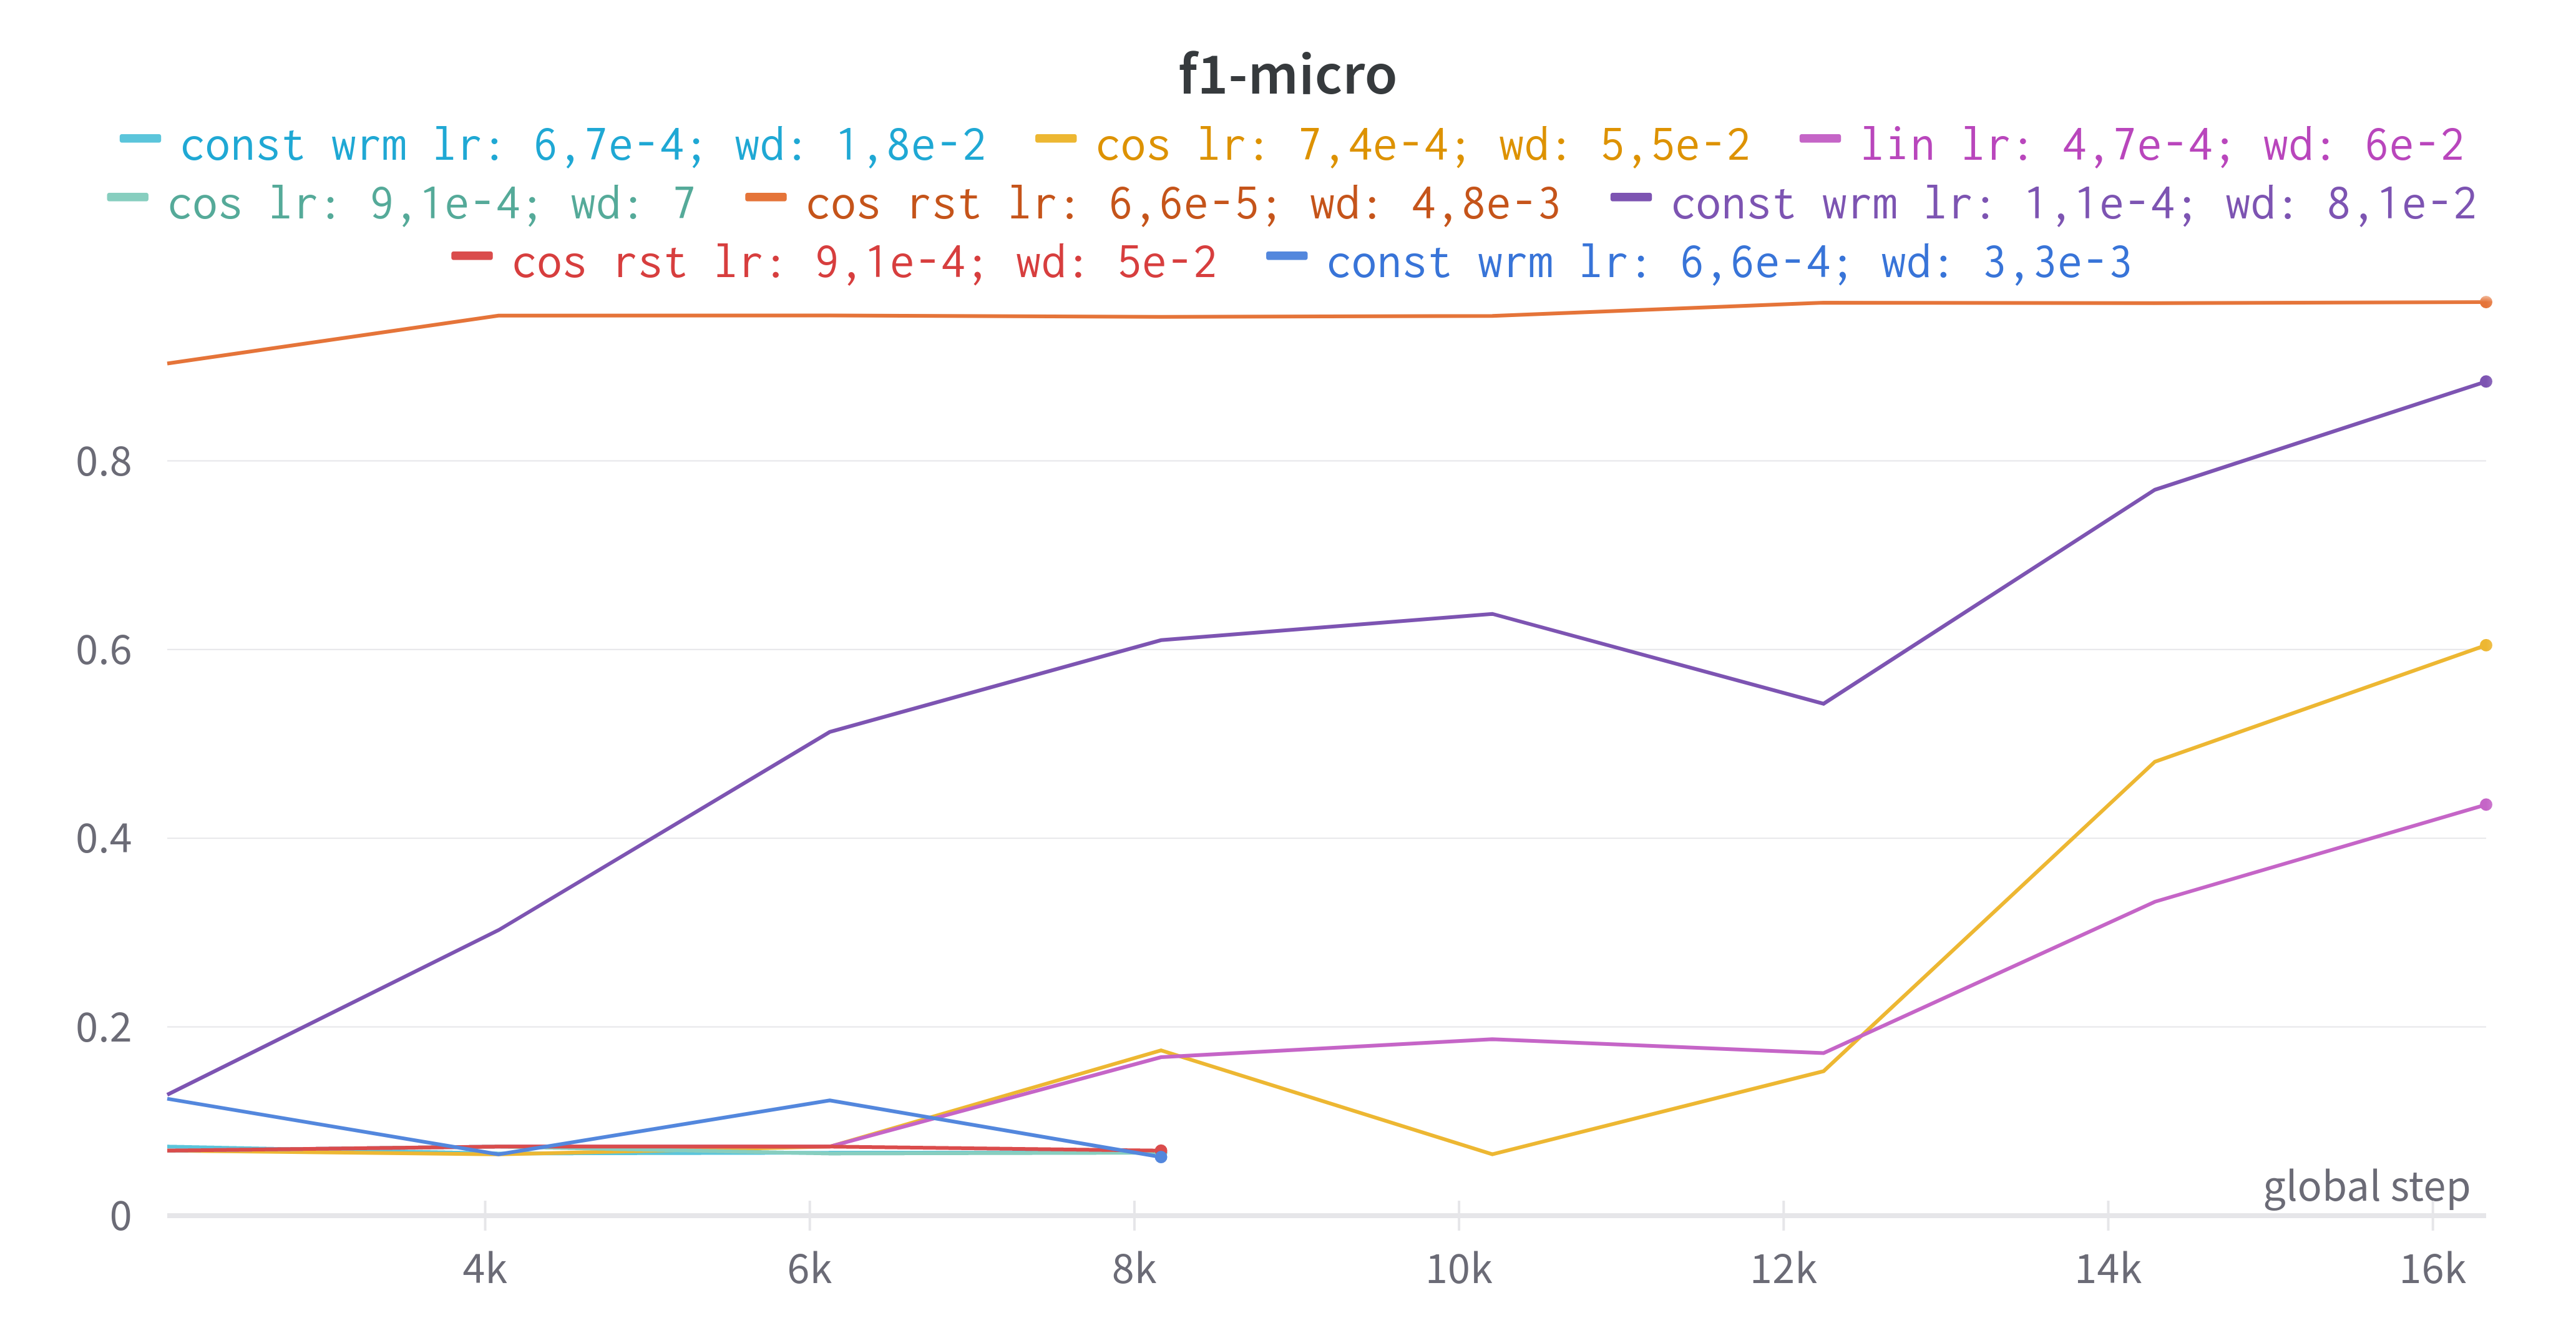 f1-micro
const wrm lr: 6,7e-4; wd: 1,8e-2 cos lr: 7,4e-4; wd: 5,5e-2 lin lr: 4,7e-4; wd: 6e-2
cos lr: 9,1e-4; wd: 7 cos rst lr: 6,6e-5; wd: 4,8e-3 const wrm lr: 1,1e-4; wd: 8,1e-2
cos rst lr: 9,1e-4; wd: 5e-2 const wrm lr: 6,6e-4; wd: 3,3e-3
0.8
0.6
0.4
0.2
global step
0
4k 6k 8k 10k 12k 14k 16k